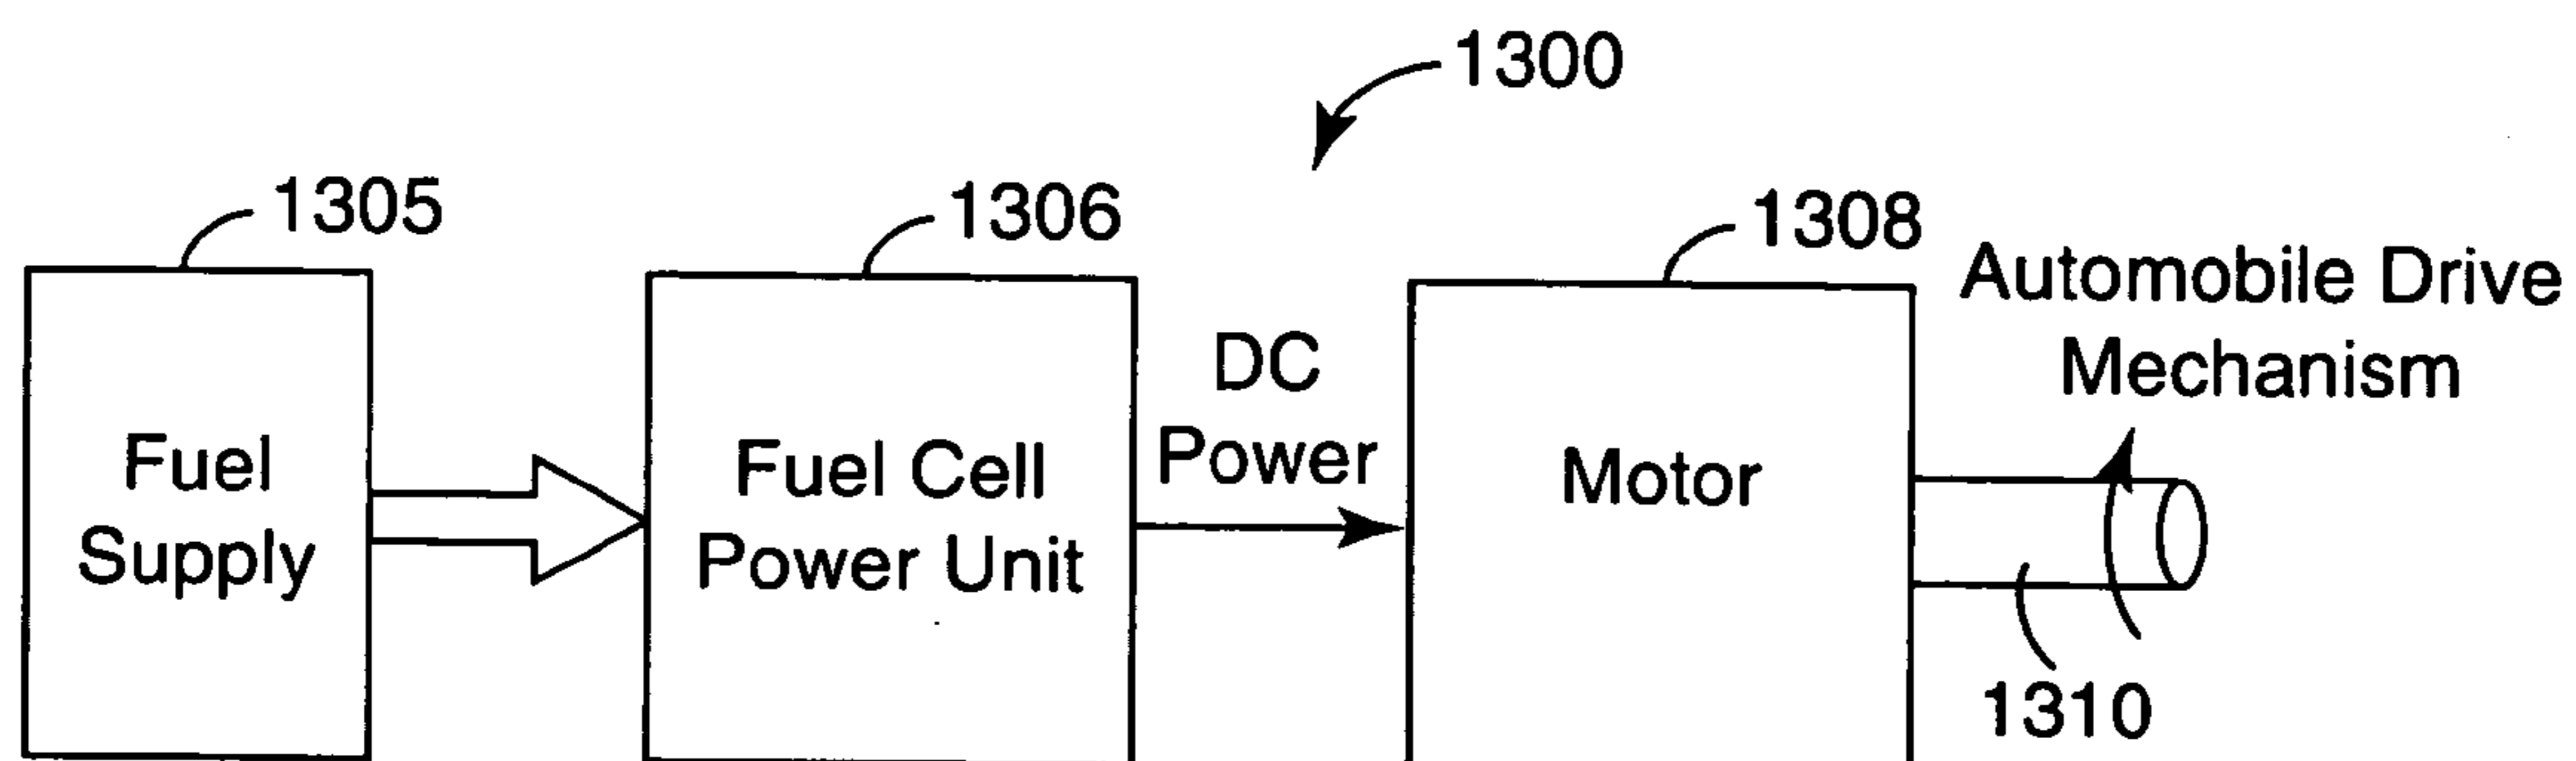 1300
1305
1306
1308
Automobile Drive
Mechanism
DC
Power
Fuel
Supply
Fuel Cell
Power Unit
Motor
1310